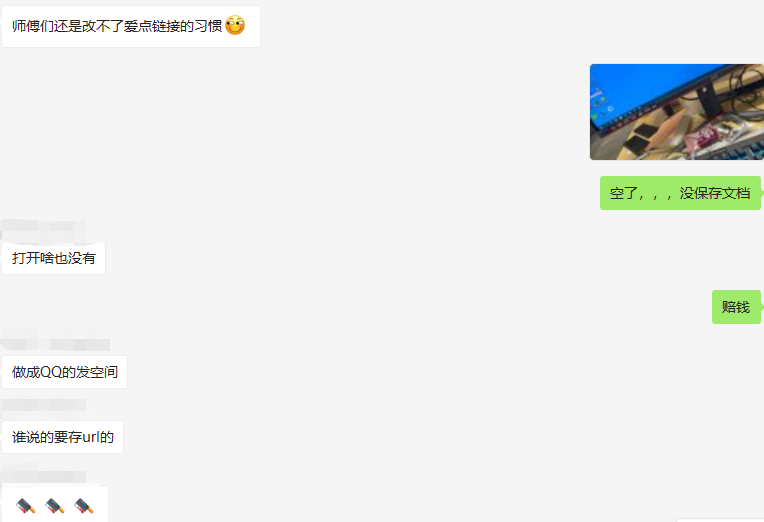 师傅们还是改不了爱点链接的习惯
空了，，，没保存文档
打开啥也没有
赔钱
做成QQ的发空间
谁说的要存url的